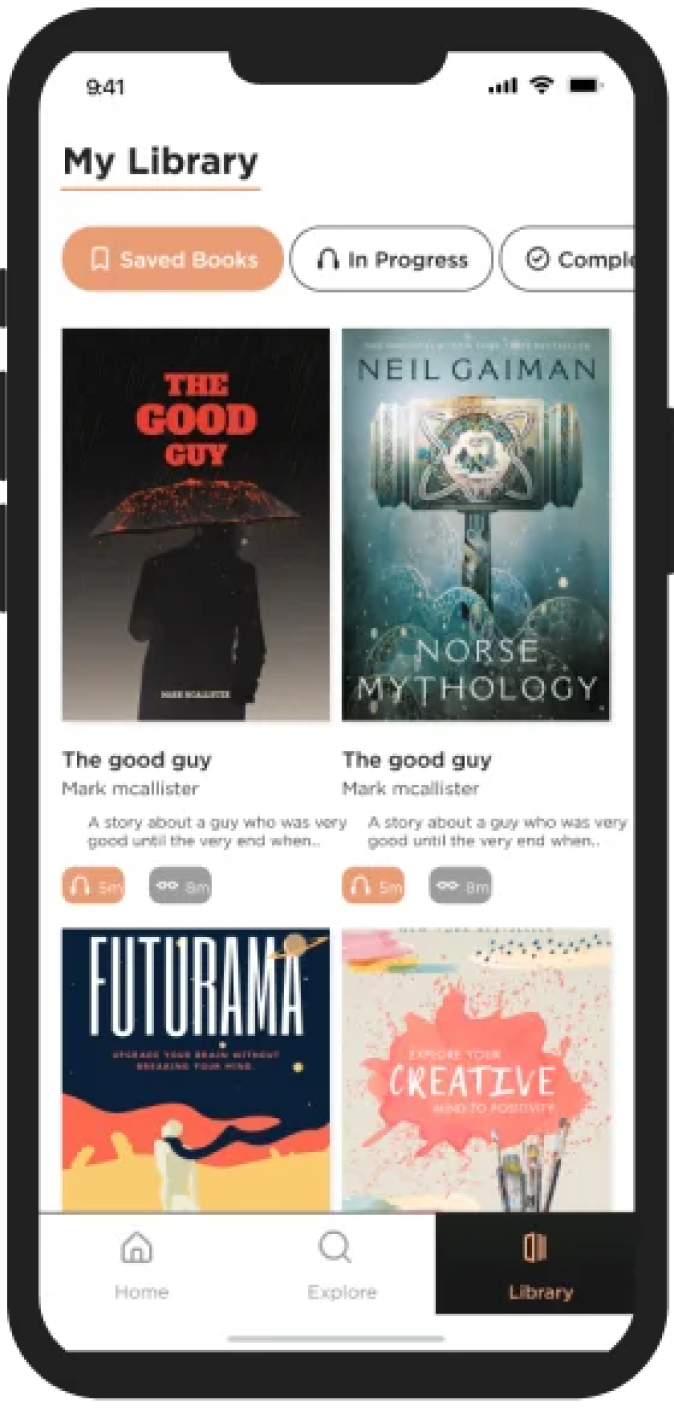 9:41
My Library
Saved Books
In Progress
Comple
THE
GOOD
GUY
MARK MCALLISTER
NEIL GAIMAN
NORSE
MYTHOLOGY
The good guy
Mark mcallister
A story about a guy who was very
good until the very end when..
5m
8m
The good guy
Mark mcallister
A story about a guy who was very
good until the very end when..
5m
8m
FUTURAMA
UPGRADE YOUR BRAIN WITHOUT
BREAKING YOUR MIND.
NEW YORK BESTSELLER
EXPLORE YOUR
CREATIVE
MIND TO POSITIVITY
Home
Explore
Library